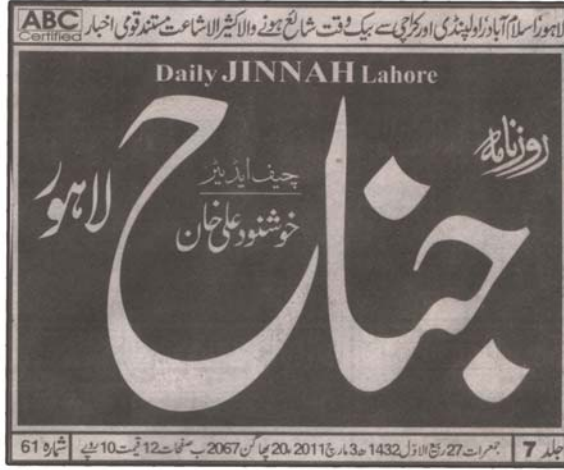 ABC
Certified
لاہور، اسلام آباد، راولپنڈی اور کراچی سے بیک وقت شائع ہونے والا کثیر الاشاعت مستند قومی اخبار
Daily JINNAH Lahore
روزنامہ
جناح
لاہور
چیف ایڈیٹر
خوشنود علی خان
جلد 7
جمعرات 27 ربیع الاول 1432ھ 3 مارچ 2011ء 20 پھاگن 2067ب صفحات 12 قیمت 10 روپے
شمارہ 61